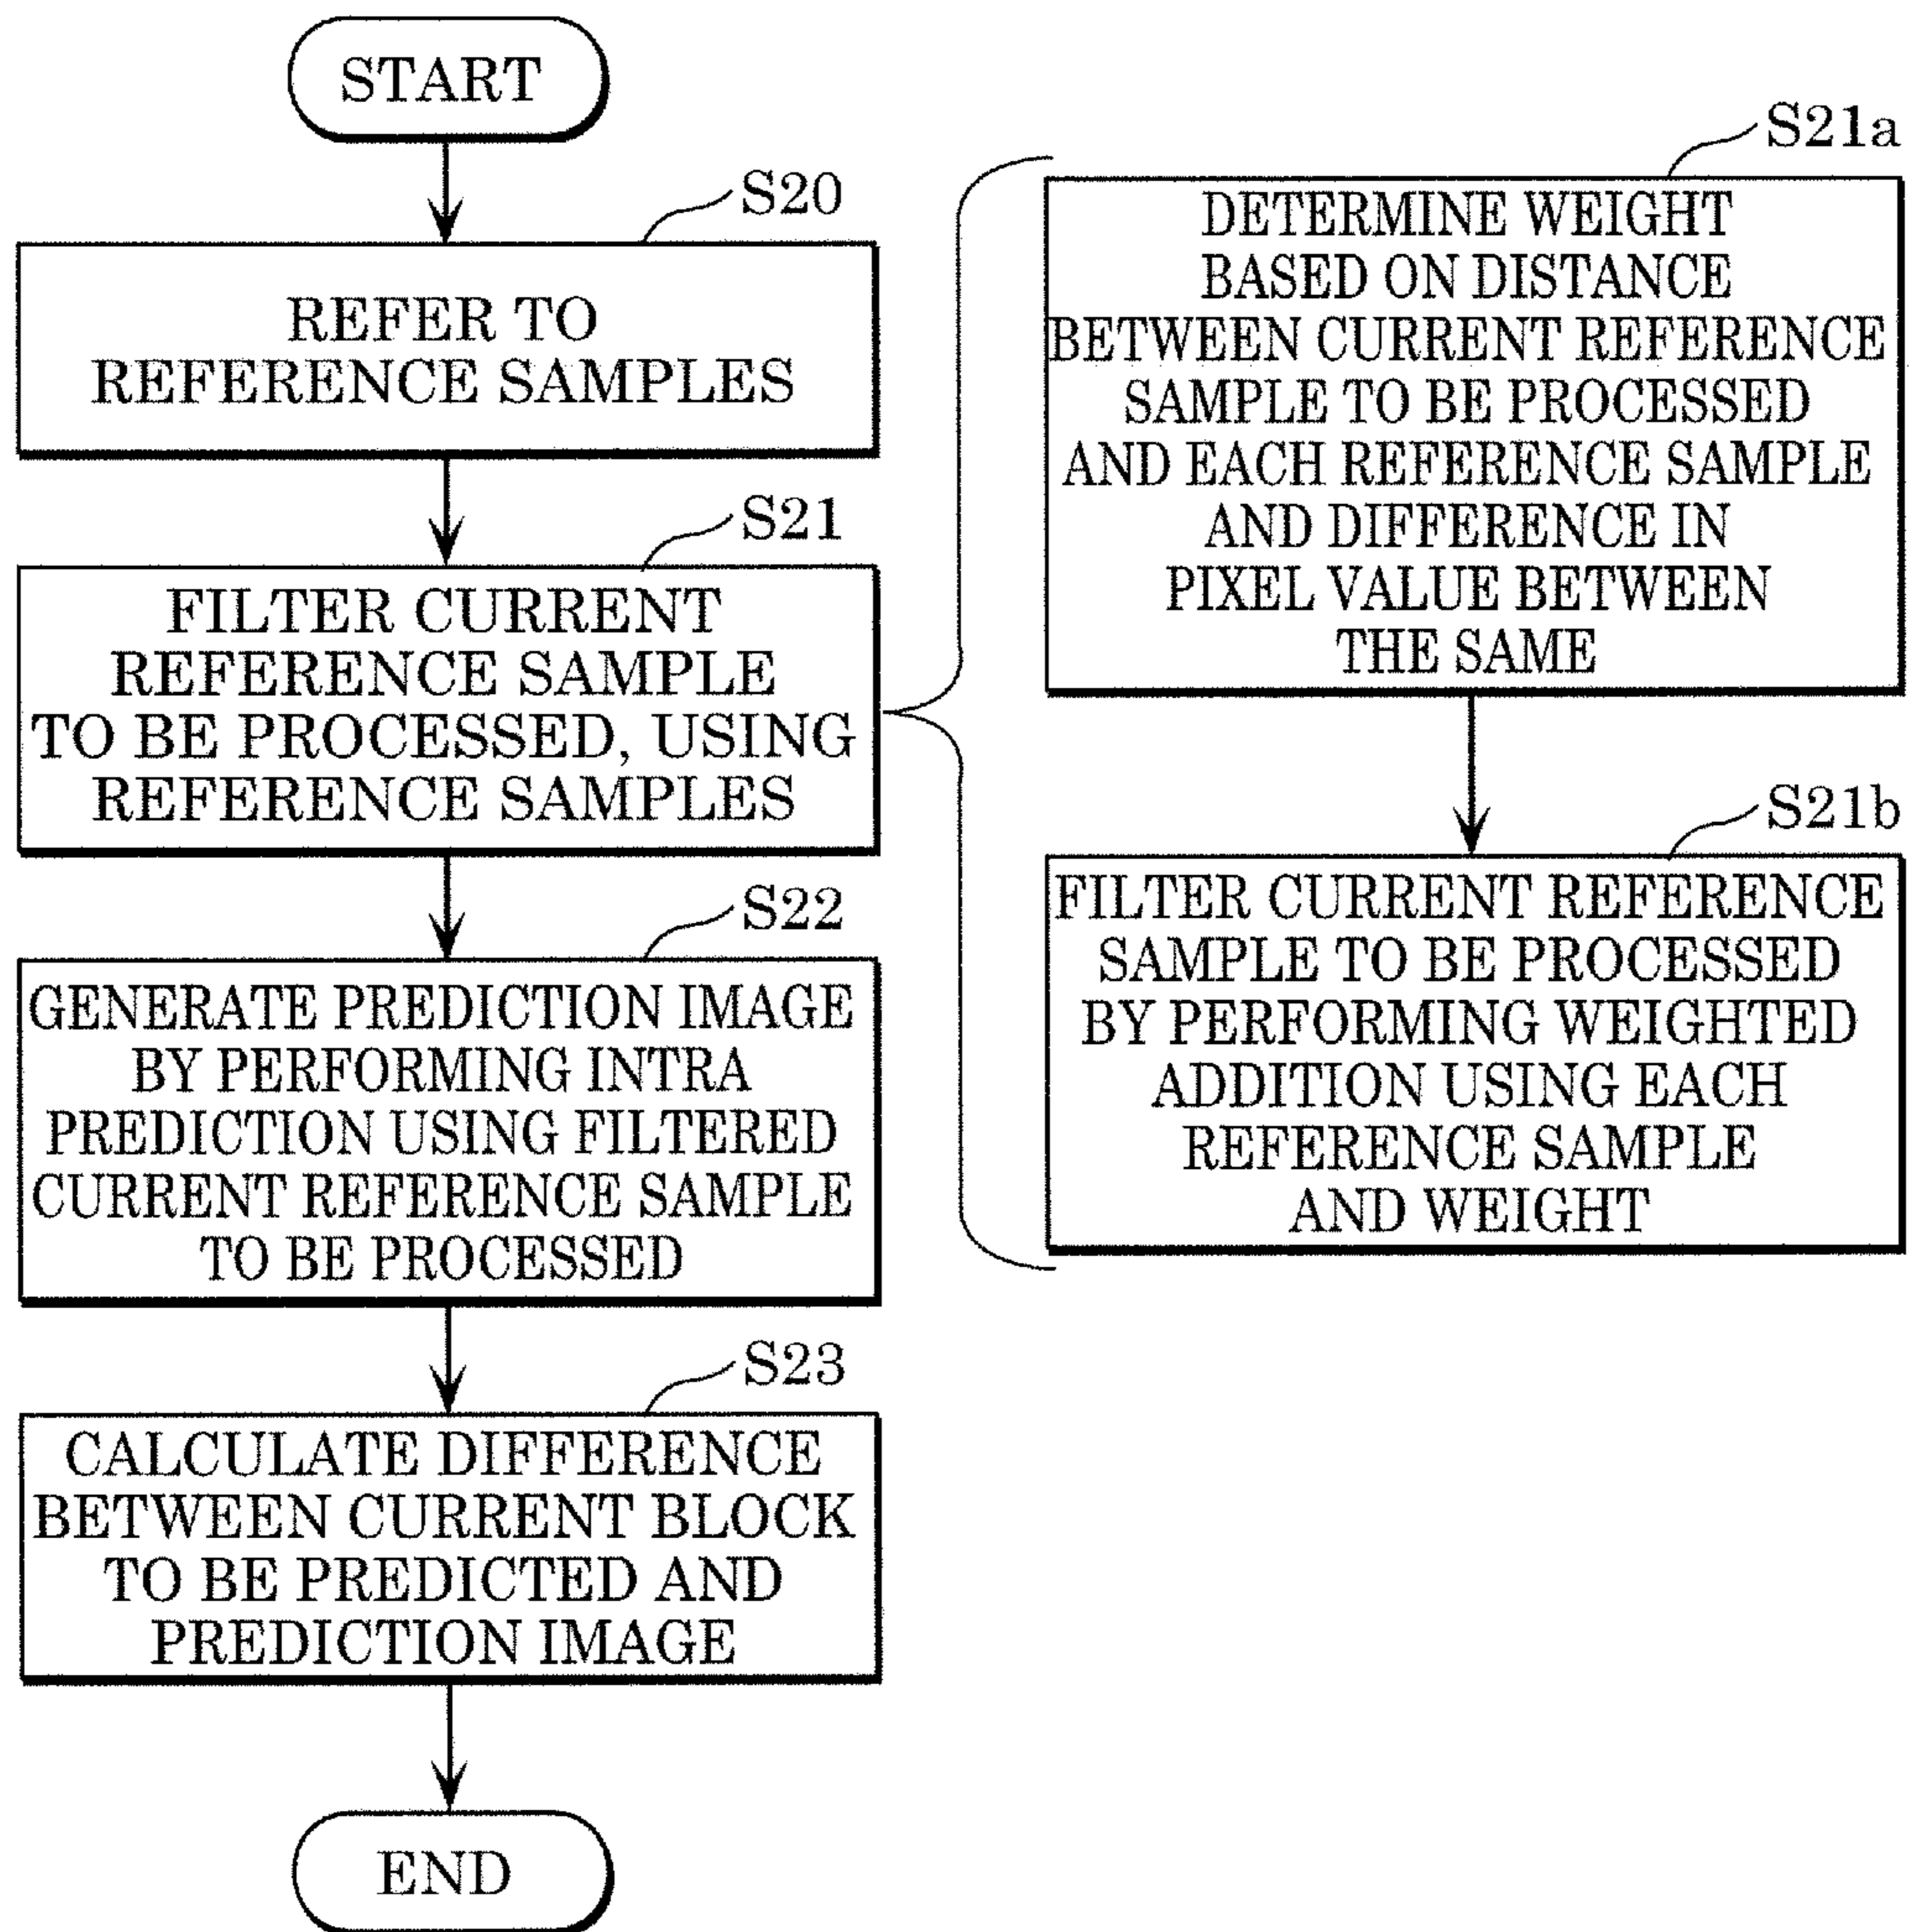 START
S20
REFER TO
REFERENCE SAMPLES
S21
FILTER CURRENT
REFERENCE SAMPLE
TO BE PROCESSED, USING
REFERENCE SAMPLES
S21a
DETERMINE WEIGHT
BASED ON DISTANCE
BETWEEN CURRENT REFERENCE
SAMPLE TO BE PROCESSED
AND EACH REFERENCE SAMPLE
AND DIFFERENCE IN
PIXEL VALUE BETWEEN
THE SAME
S21b
FILTER CURRENT REFERENCE
SAMPLE TO BE PROCESSED
BY PERFORMING WEIGHTED
ADDITION USING EACH
REFERENCE SAMPLE
AND WEIGHT
S22
GENERATE PREDICTION IMAGE
BY PERFORMING INTRA
PREDICTION USING FILTERED
CURRENT REFERENCE SAMPLE
TO BE PROCESSED
S23
CALCULATE DIFFERENCE
BETWEEN CURRENT BLOCK
TO BE PREDICTED AND
PREDICTION IMAGE
END